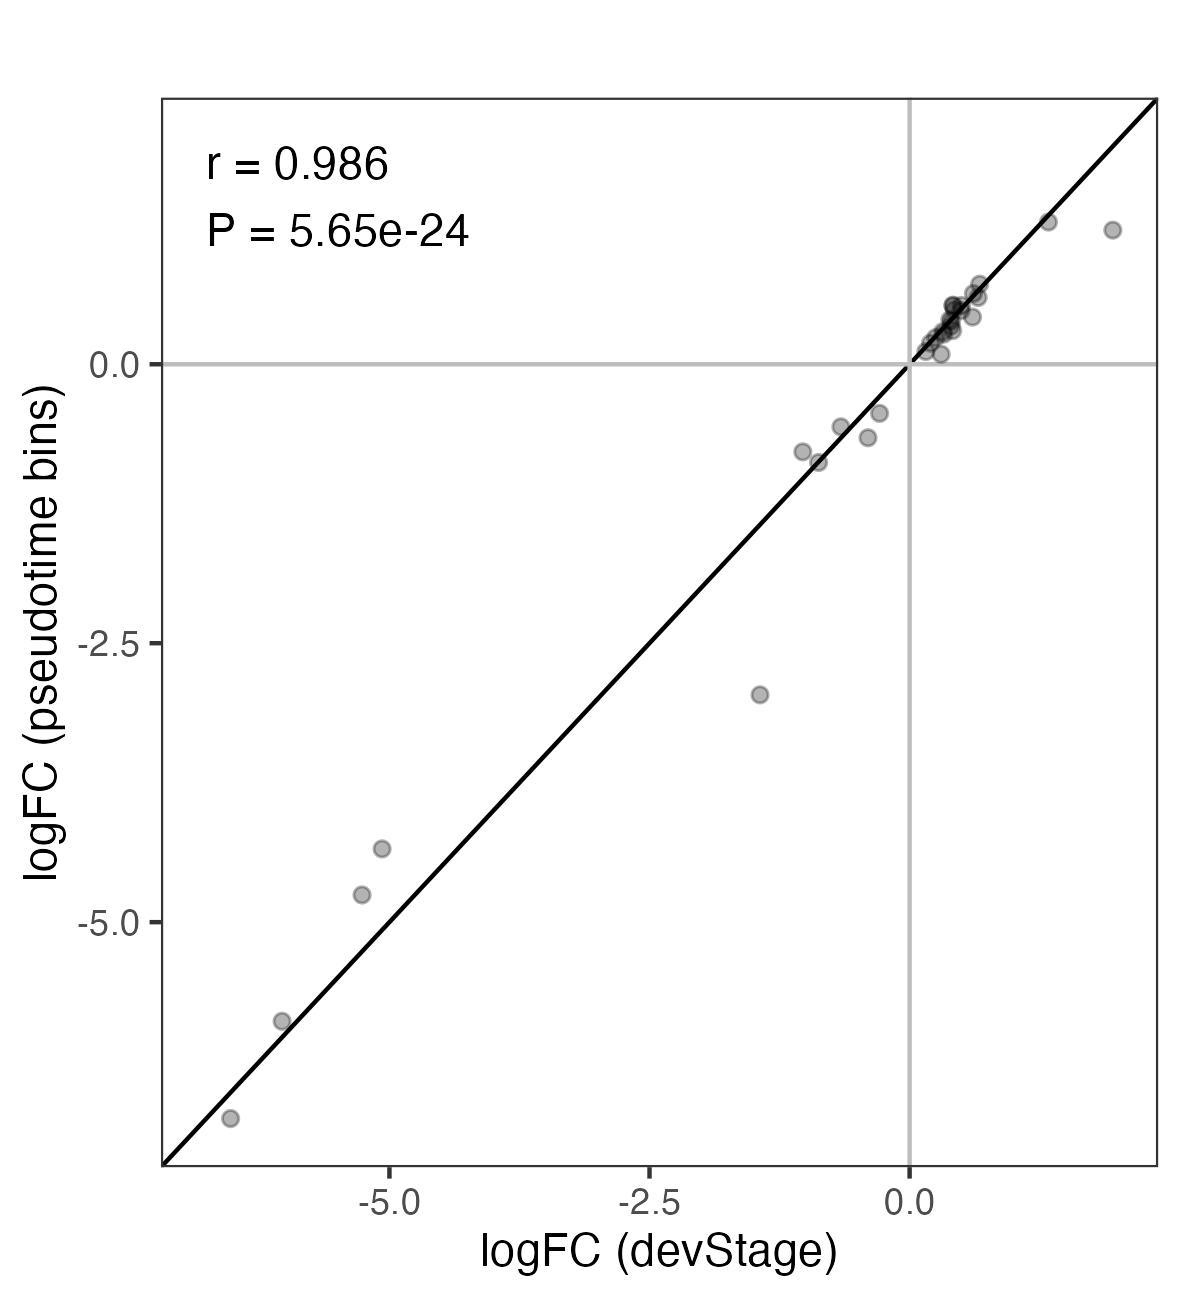 r = 0.986
P = 5.65e-24
logFC (pseudotime bins)
0.0
-2.5
-5.0
-5.0
-2.5
0.0
logFC (devStage)